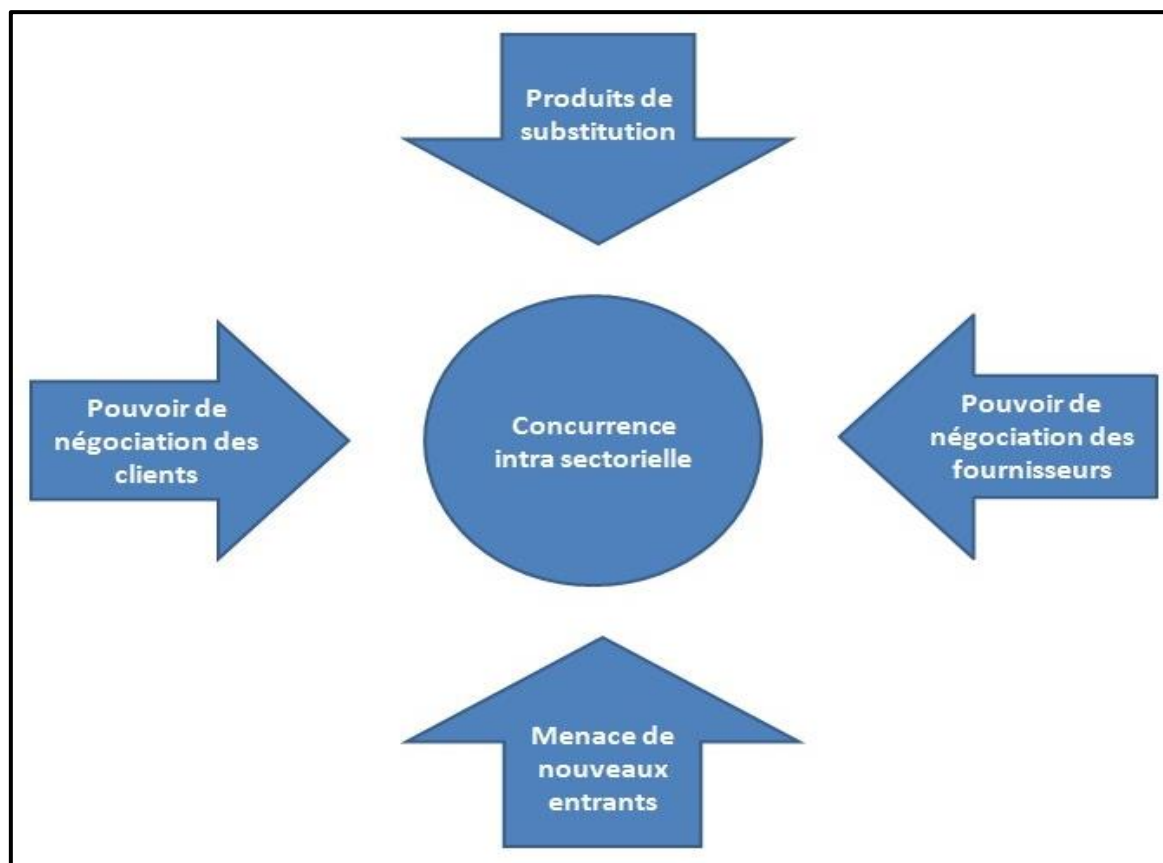 Produits de
substitution
Pouvoir de
négociation des
clients
Concurrence
intra sectorielle
Pouvoir de
négociation des
fournisseurs
Menace de
nouveaux
entrants